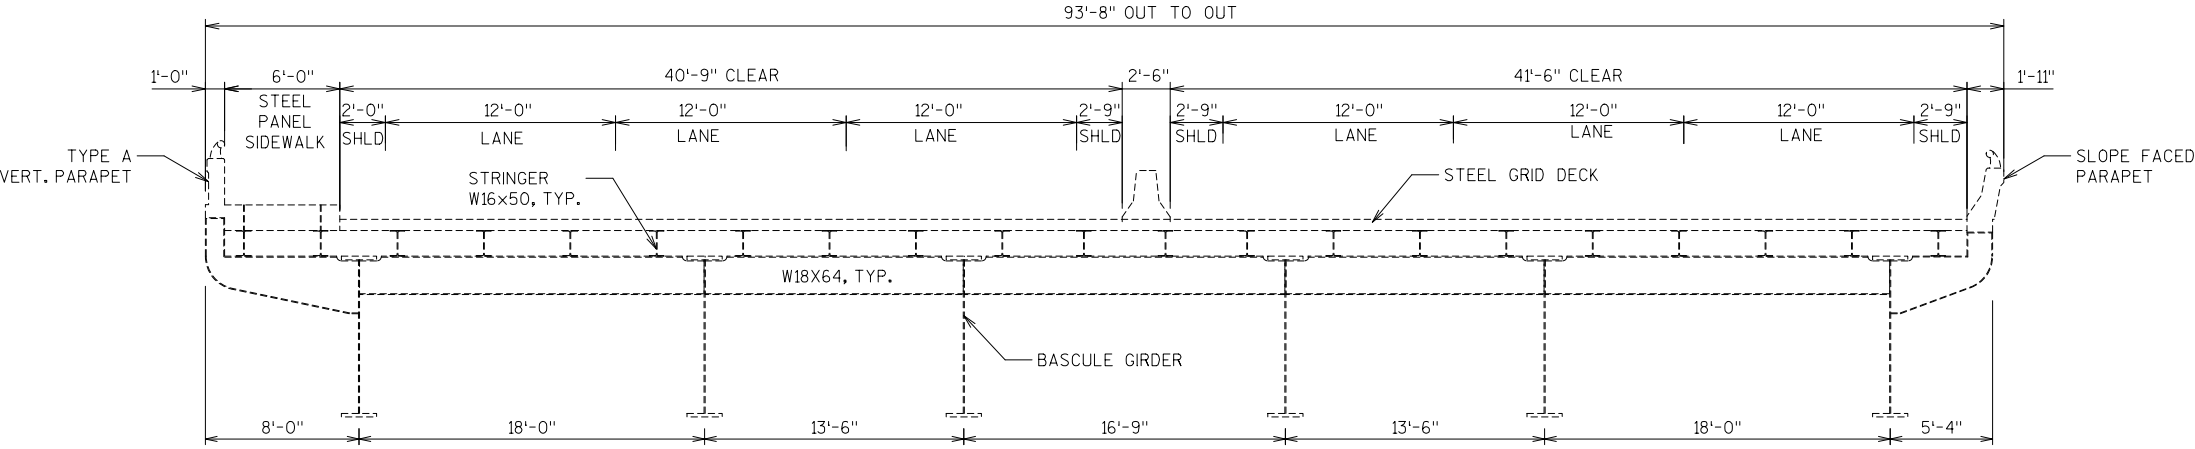 93'-8" OUT TO OUT
1'-0"
6'-0"
40'-9" CLEAR
2'-6"
41'-6" CLEAR
1'-11"
STEEL
PANEL
SIDEWALK
2'-0"
SHLD
12'-0"
LANE
12'-0"
LANE
12'-0"
LANE
2'-9"
SHLD
2'-9"
SHLD
12'-0"
LANE
12'-0"
LANE
12'-0"
LANE
2'-9"
SHLD
TYPE A
VERT. PARAPET
STRINGER
W16x50, TYP.
STEEL GRID DECK
SLOPE FACED
PARAPET
W18X64, TYP.
BASCULE GIRDER
8'-0"
18'-0"
13'-6"
16'-9"
13'-6"
18'-0"
5'-4"